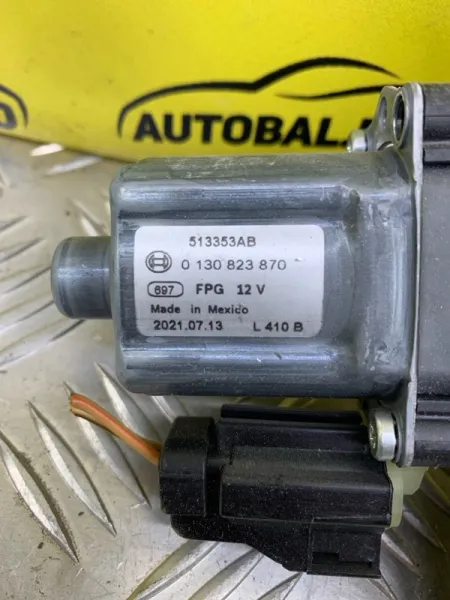 AUTOBAL
513353AB
0 130 823 870
697 FPG 12 V
Made in Mexico
2021.07.13 L 410 B